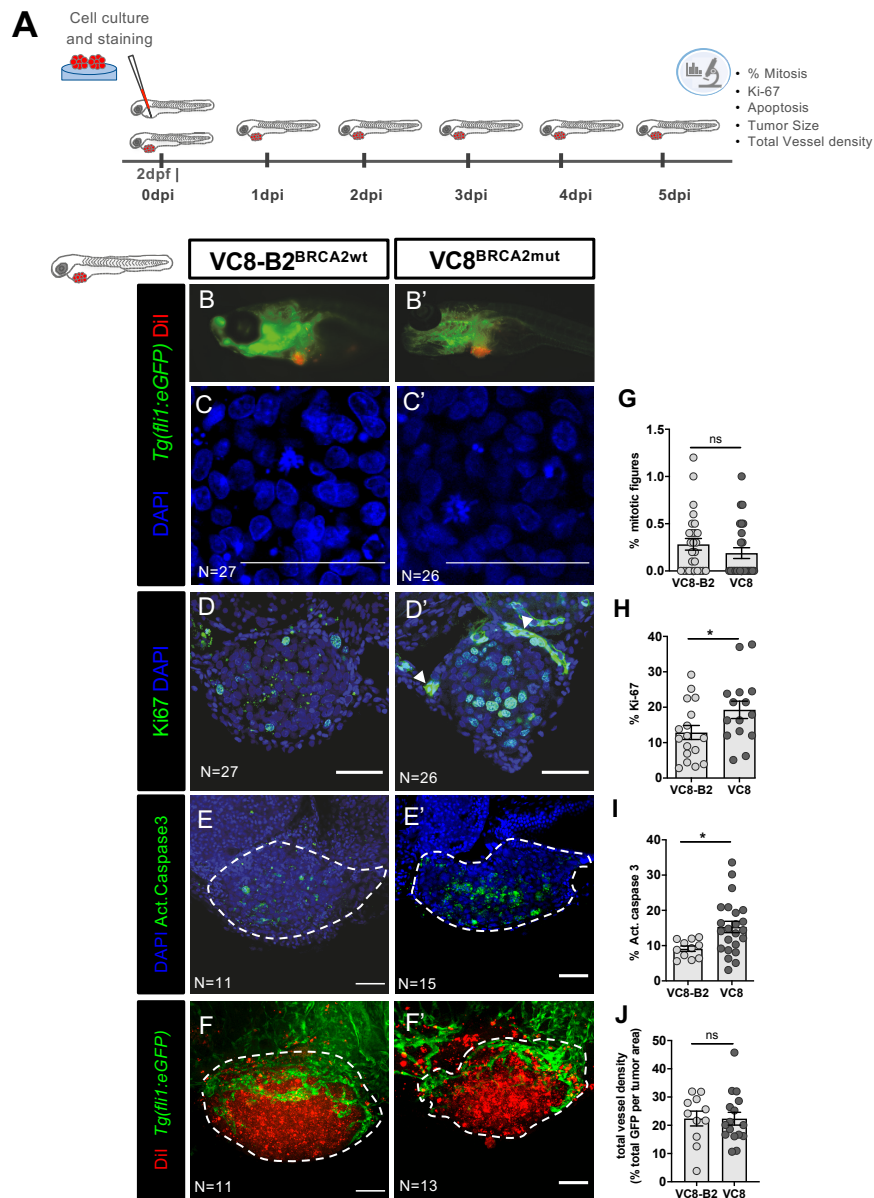 A
Cell culture
and staining
• % Mitosis
• Ki-67
• Apoptosis
• Tumor Size
• Total Vessel density
2dpf |
0dpi
1dpi
2dpi
3dpi
4dpi
5dpi
VC8-B2BRCA2wt
VC8BRCA2mut
DAPI Tg(fli1:eGFP) DiI
B
B'
C
N=27
C'
N=26
Ki67 DAPI
D
N=27
D'
N=26
DAPI Act.Caspase3
E
N=11
E'
N=15
DiI Tg(fli1:eGFP)
F
N=11
F'
N=13
G
% mitotic figures
1.5
1.0
0.5
0.0
ns
VC8-B2 VC8
H
% Ki-67
40
30
20
10
0
*
VC8-B2 VC8
I
% Act. caspase 3
40
30
20
10
0
*
VC8-B2 VC8
J
total vessel density
(% total GFP per tumor area)
50
40
30
20
10
0
ns
VC8-B2 VC8